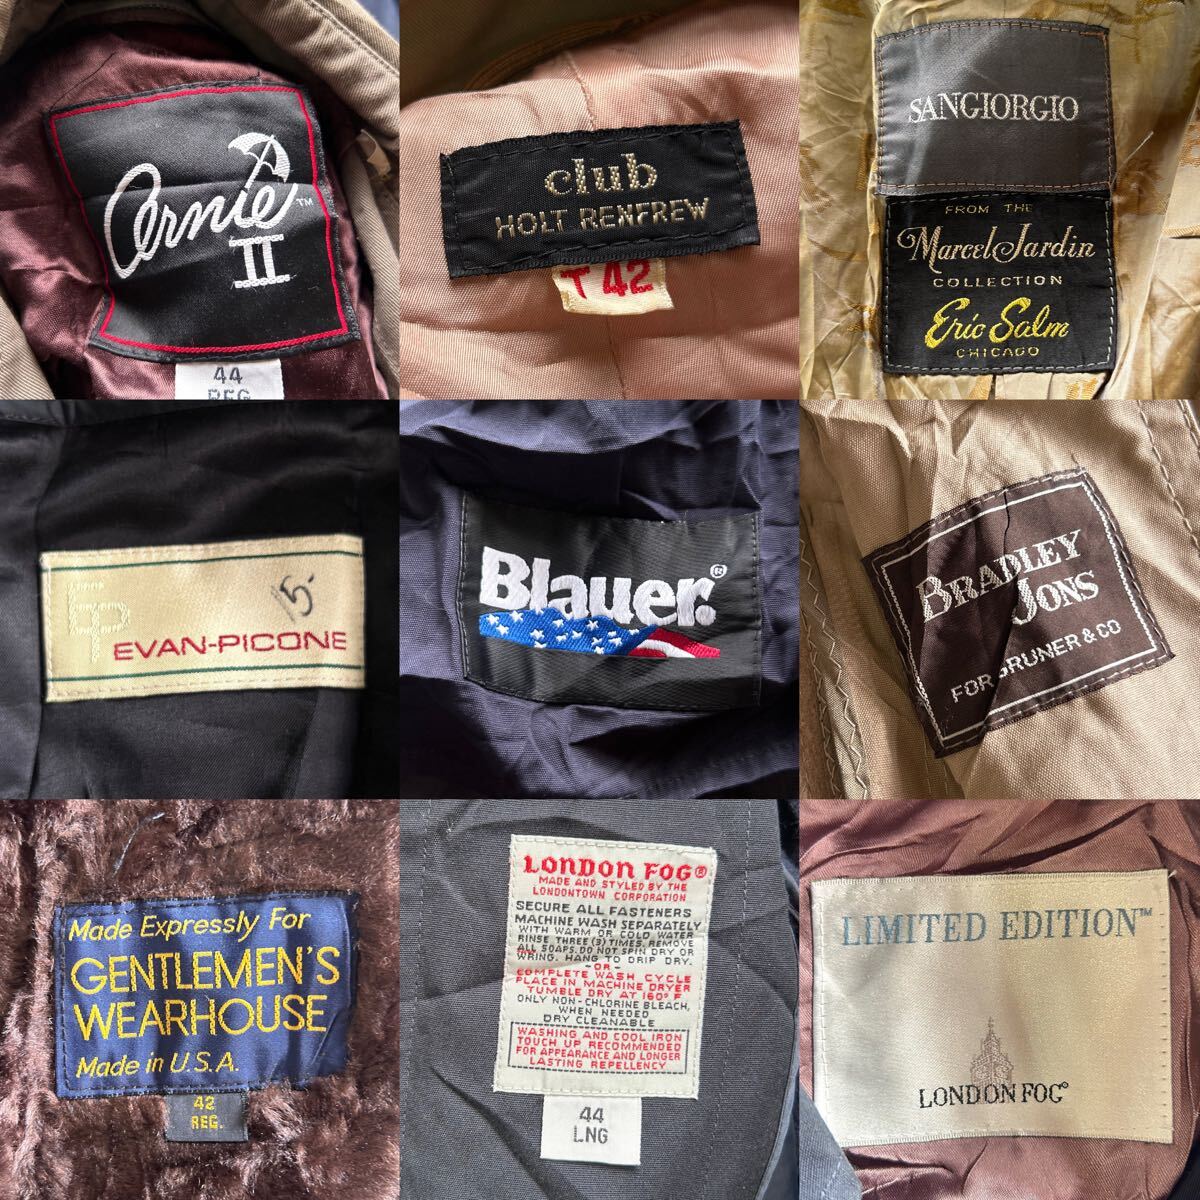 Arnie™
II
44
REG
club
HOLT RENFREW
T 42
SANGIORGIO
FROM THE
Marcel Jardin
COLLECTION
Eric Salm
CHICAGO
EP
EVAN-PICONE
15-
Blauer®
BRADLEY
JONS
FOR GRUNER & CO
Made Expressly For
GENTLEMEN'S
WEARHOUSE
Made in U.S.A.
42
REG.
LONDON FOG®
MADE AND STYLED BY THE
LONDONTOWN CORPORATION
SECURE ALL FASTENERS
MACHINE WASH SEPARATELY
WITH WARM OR COLD WATER
RINSE THREE (3) TIMES, REMOVE
ALL SOAPS. DO NOT SPIN DRY OR
WRING. HANG TO DRIP DRY.
-OR-
COMPLETE WASH CYCLE
PLACE IN MACHINE DRYER
TUMBLE DRY AT 160° F
ONLY NON-CHLORINE BLEACH,
WHEN NEEDED
DRY CLEANABLE
WASHING AND COOL IRON
TOUCH UP RECOMMENDED
FOR APPEARANCE AND LONGER
LASTING REPELLENCY
44
LNG
LIMITED EDITION™
LONDON FOG®